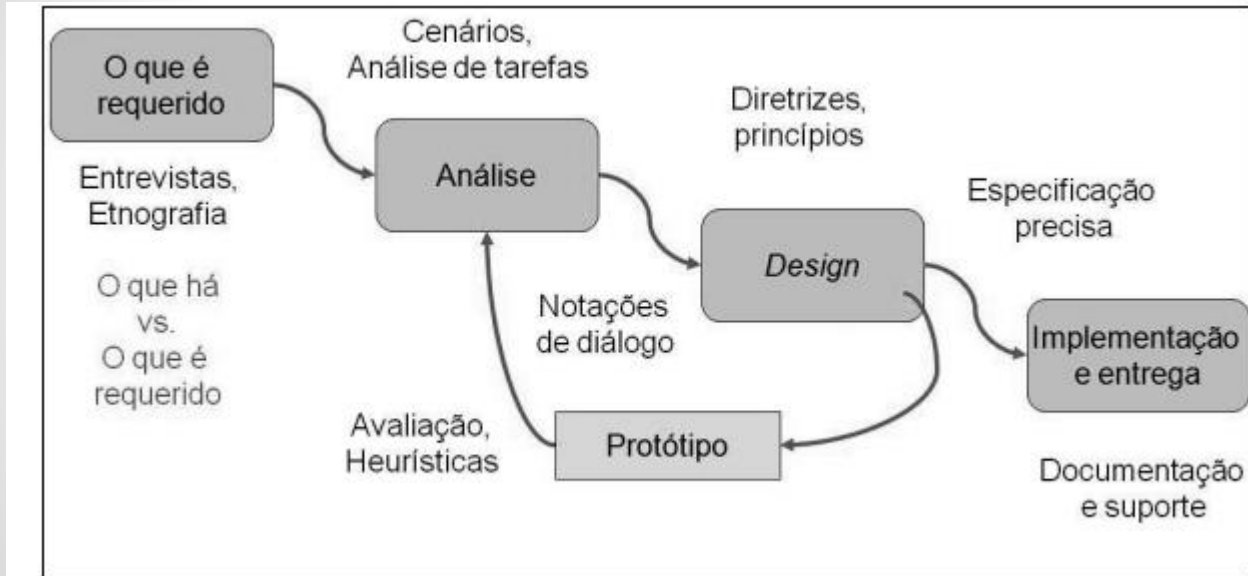 O que é
requerido
Cenários,
Análise de tarefas
Diretrizes,
princípios
Entrevistas,
Etnografia
Análise
Especificação
precisa
Design
O que há
vs.
O que é
requerido
Notações
de diálogo
Implementação
e entrega
Avaliação,
Heurísticas
Protótipo
Documentação
e suporte